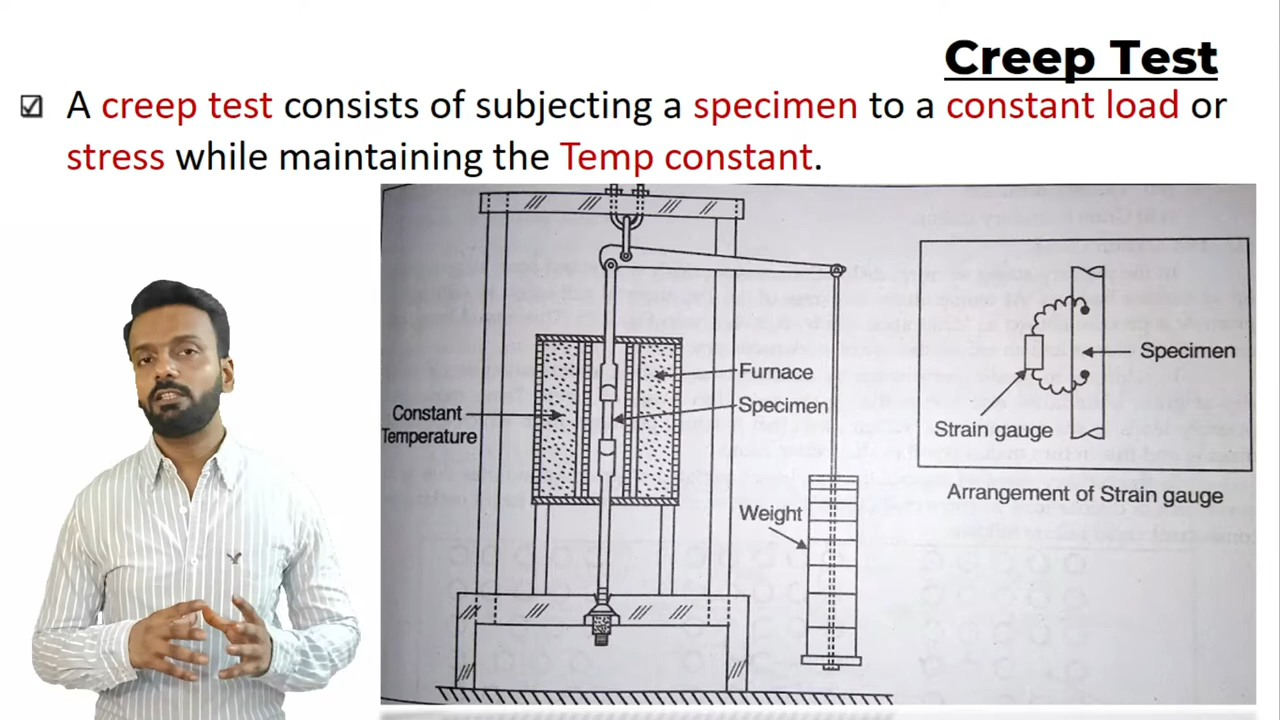 Creep Test
A creep test consists of subjecting a specimen to a constant load or
stress while maintaining the Temp constant.
Furnace
Specimen
Constant
Temperature
Weight
Specimen
Strain gauge
Arrangement of Strain gauge